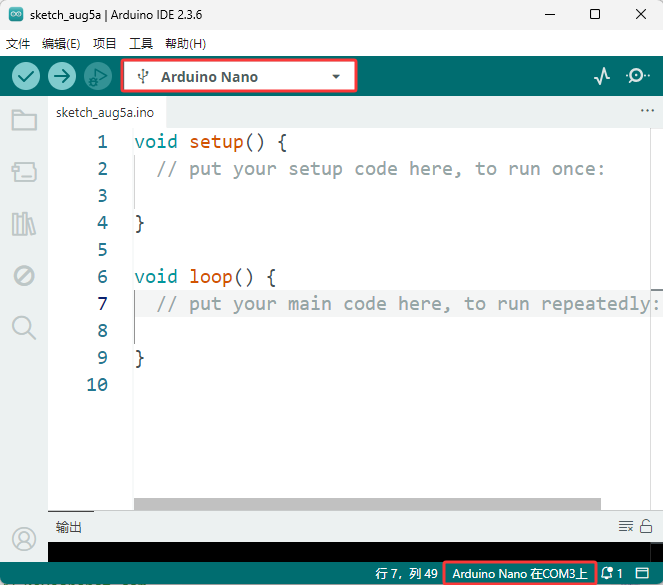 sketch_aug5a | Arduino IDE 2.3.6
文件 编辑(E) 项目 工具 帮助(H)
Arduino Nano
sketch_aug5a.ino
1 void setup() {
2 // put your setup code here, to run once:
3
4 }
5
6 void loop() {
7 // put your main code here, to run repeatedly:
8
9 }
10
输出
行 7，列 49 Arduino Nano 在COM3上 1